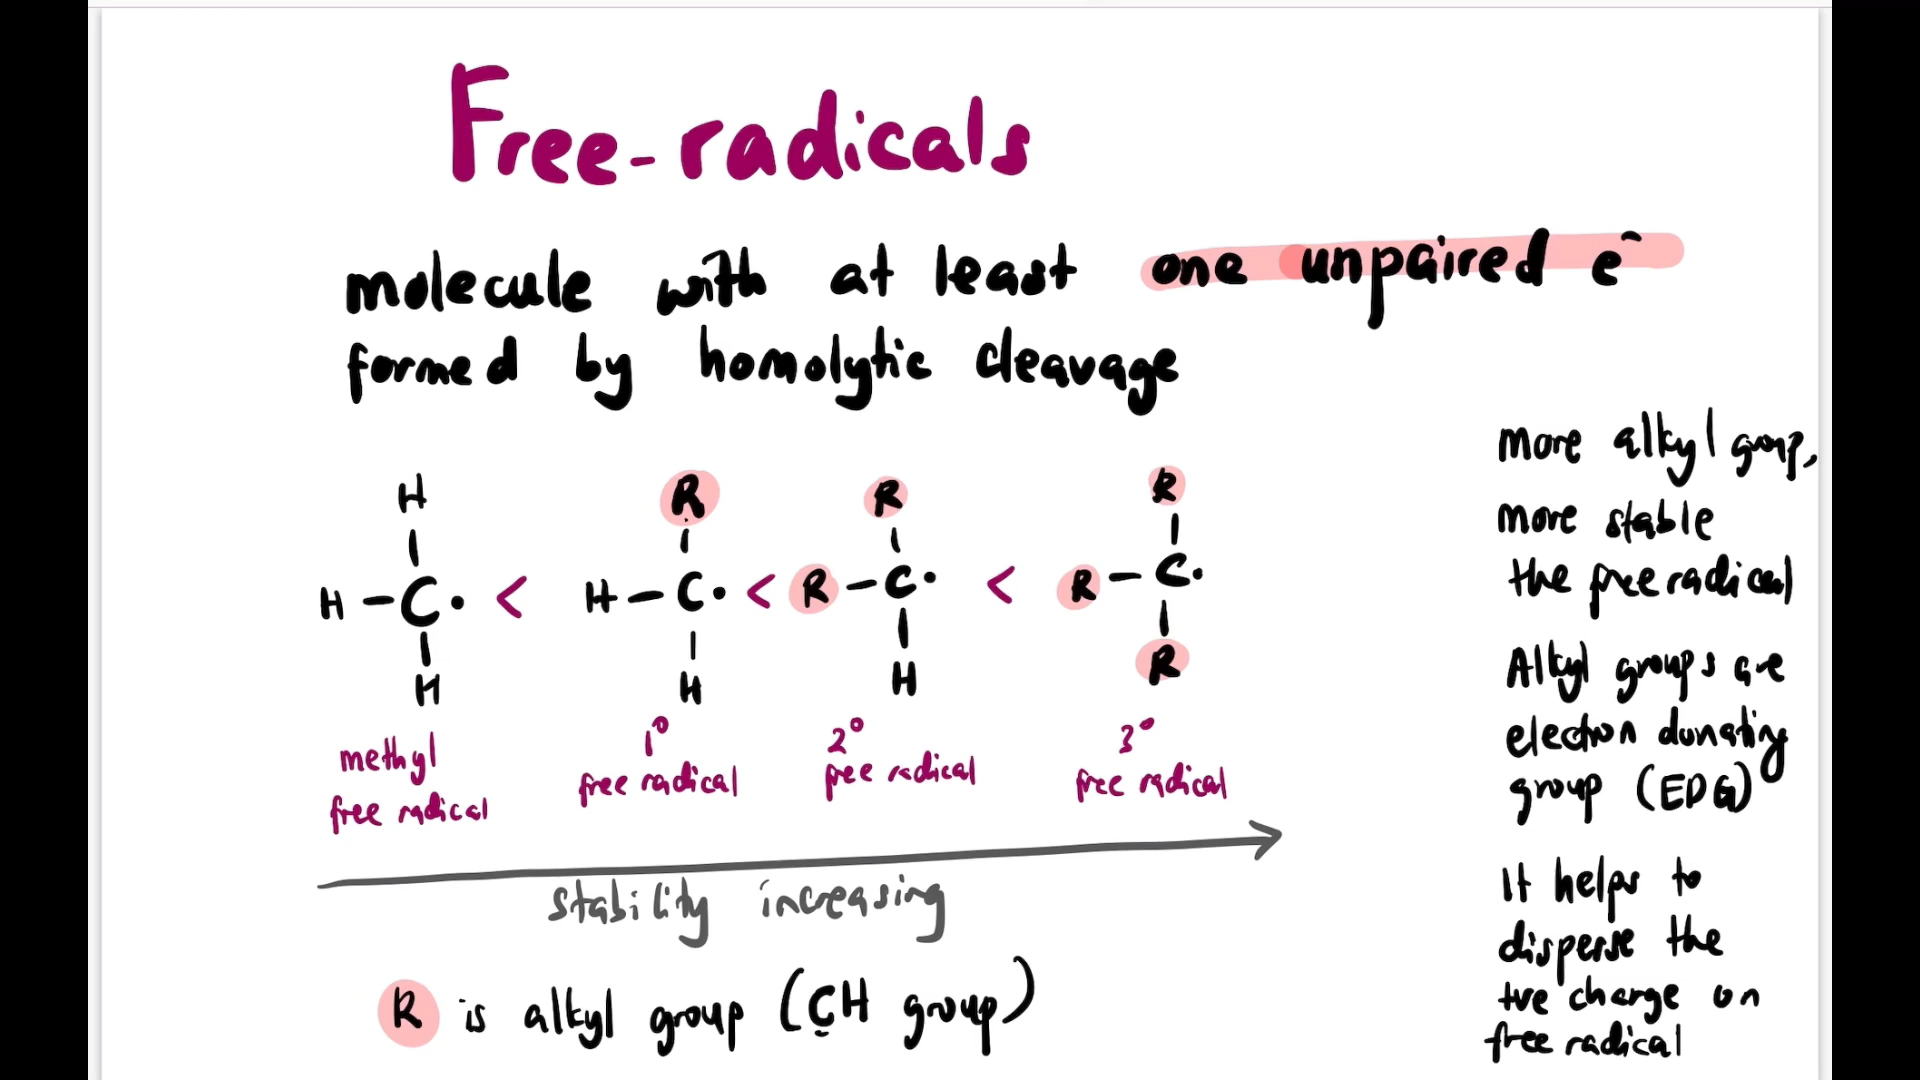 Free-radicals
molecule with at least one unpaired e⁻
formed by homolytic cleavage
H R R R
H – C • < H – C • < R – C • < R – C •
H H H R
methyl free radical
1° free radical
2° free radical
3° free radical
stability increasing
R is alkyl group (CH group)
more alkyl group,
more stable
the free radical
Alkyl groups are
electron donating
group (EDG)
It helps to
disperse the
+ve charge on
free radical